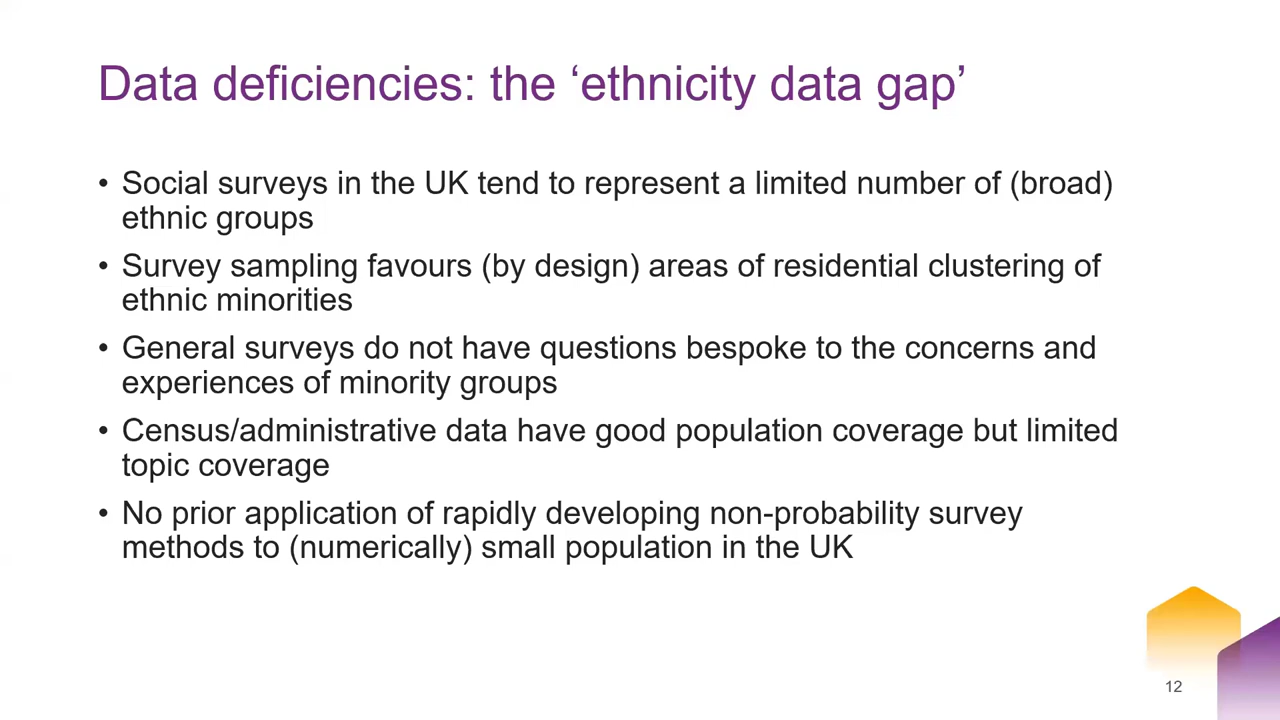 Data deficiencies: the ‘ethnicity data gap’
• Social surveys in the UK tend to represent a limited number of (broad)
ethnic groups
• Survey sampling favours (by design) areas of residential clustering of
ethnic minorities
• General surveys do not have questions bespoke to the concerns and
experiences of minority groups
• Census/administrative data have good population coverage but limited
topic coverage
• No prior application of rapidly developing non-probability survey
methods to (numerically) small population in the UK
12